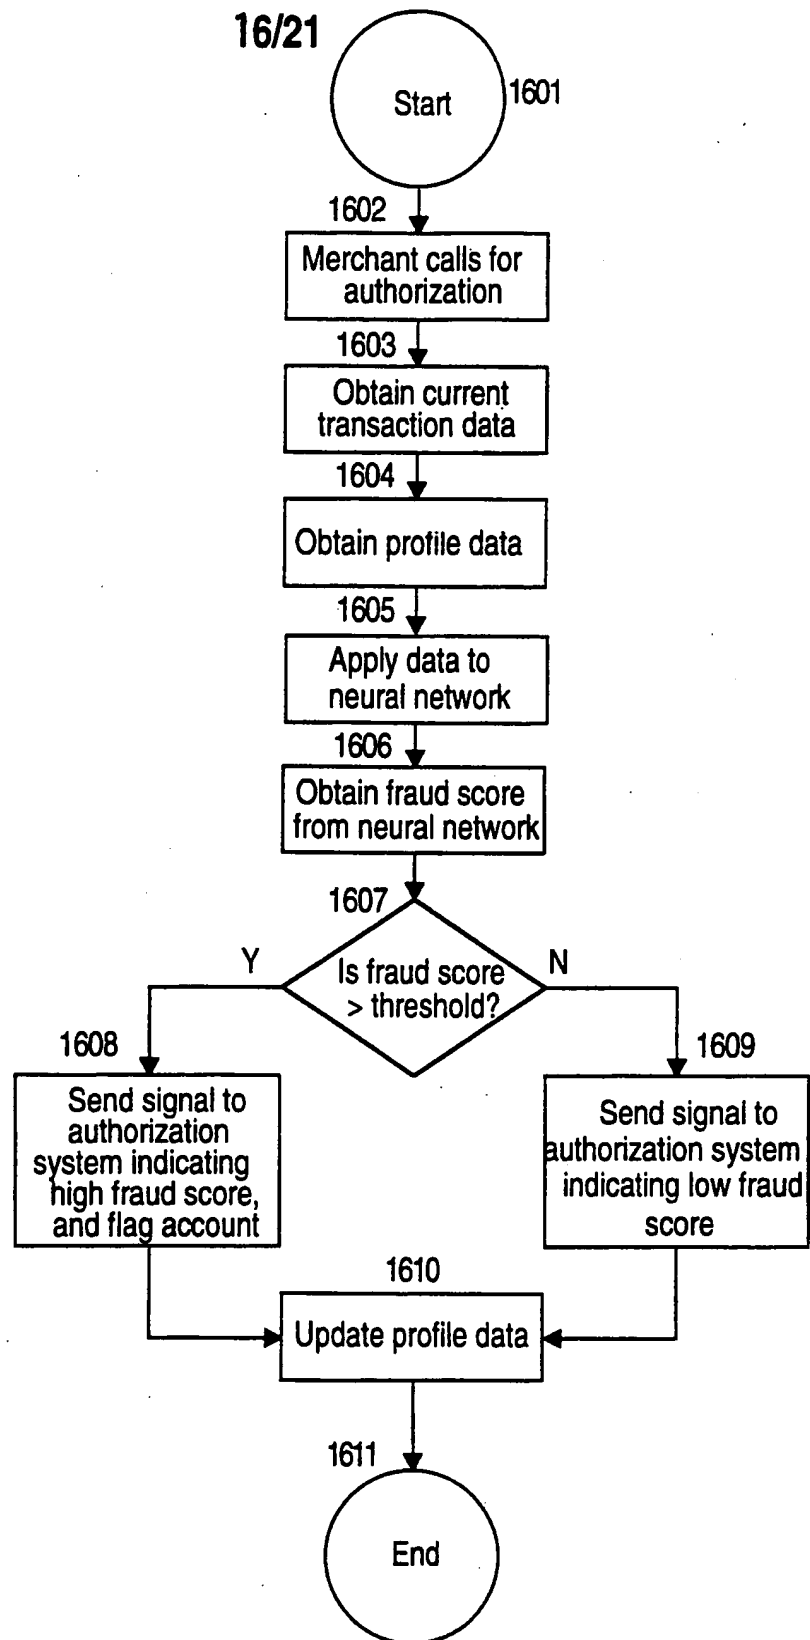 16/21
Start
1601
1602
Merchant calls for
authorization
1603
Obtain current
transaction data
1604
Obtain profile data
1605
Apply data to
neural network
1606
Obtain fraud score
from neural network
1607
Y
N
Is fraud score
> threshold?
1608
1609
Send signal to
authorization
system indicating
high fraud score,
and flag account
Send signal to
authorization system
indicating low fraud
score
1610
Update profile data
1611
End